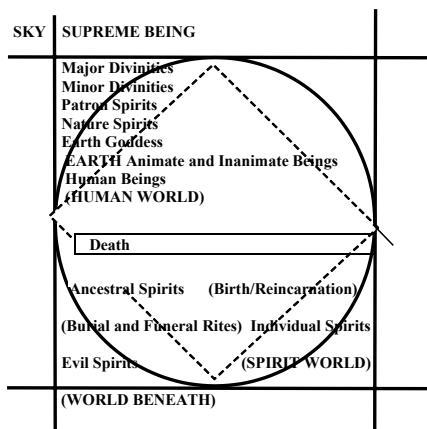 SKY SUPREME BEING
Major Divinities
Minor Divinities
Patron Spirits
Nature Spirits
Earth Goddess
EARTH Animate and Inanimate Beings
Human Beings
(HUMAN WORLD)
Death
Ancestral Spirits (Birth/Reincarnation)
(Burial and Funeral Rites) Individual Spirits
Evil Spirits (SPIRIT WORLD)
(WORLD BENEATH)